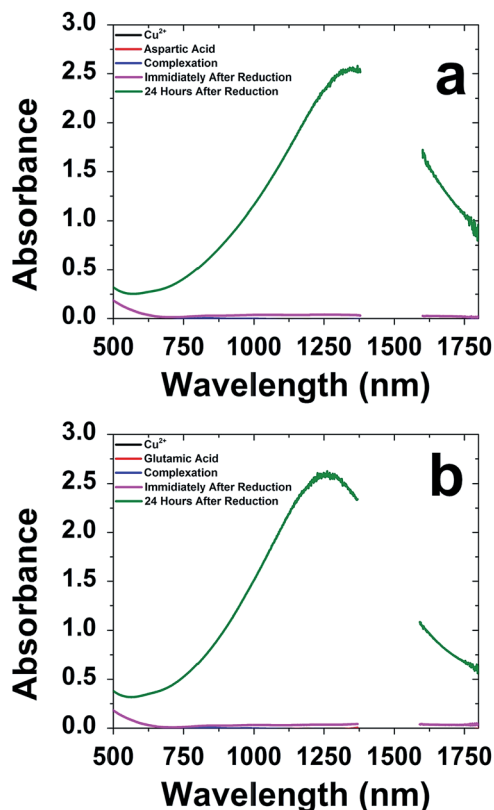 3.0
Cu2+
Aspartic Acid
Complexation
Immidiately After Reduction
24 Hours After Reduction
a
2.5
2.0
1.5
1.0
0.5
0.0
Absorbance
500 750 1000 1250 1500 1750
Wavelength (nm)
3.0
Cu2+
Glutamic Acid
Complexation
Immidiately After Reduction
24 Hours After Reduction
b
2.5
2.0
1.5
1.0
0.5
0.0
Absorbance
500 750 1000 1250 1500 1750
Wavelength (nm)